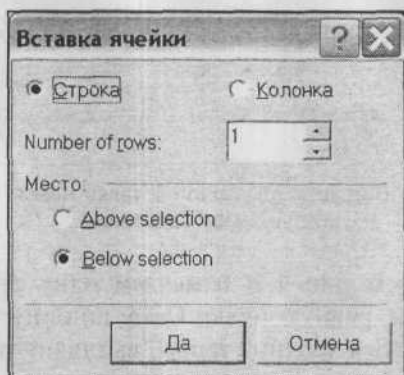 Вставка ячейки
Строка Колонка
Number of rows: 1
Место:
Above selection
Below selection
Да Отмена